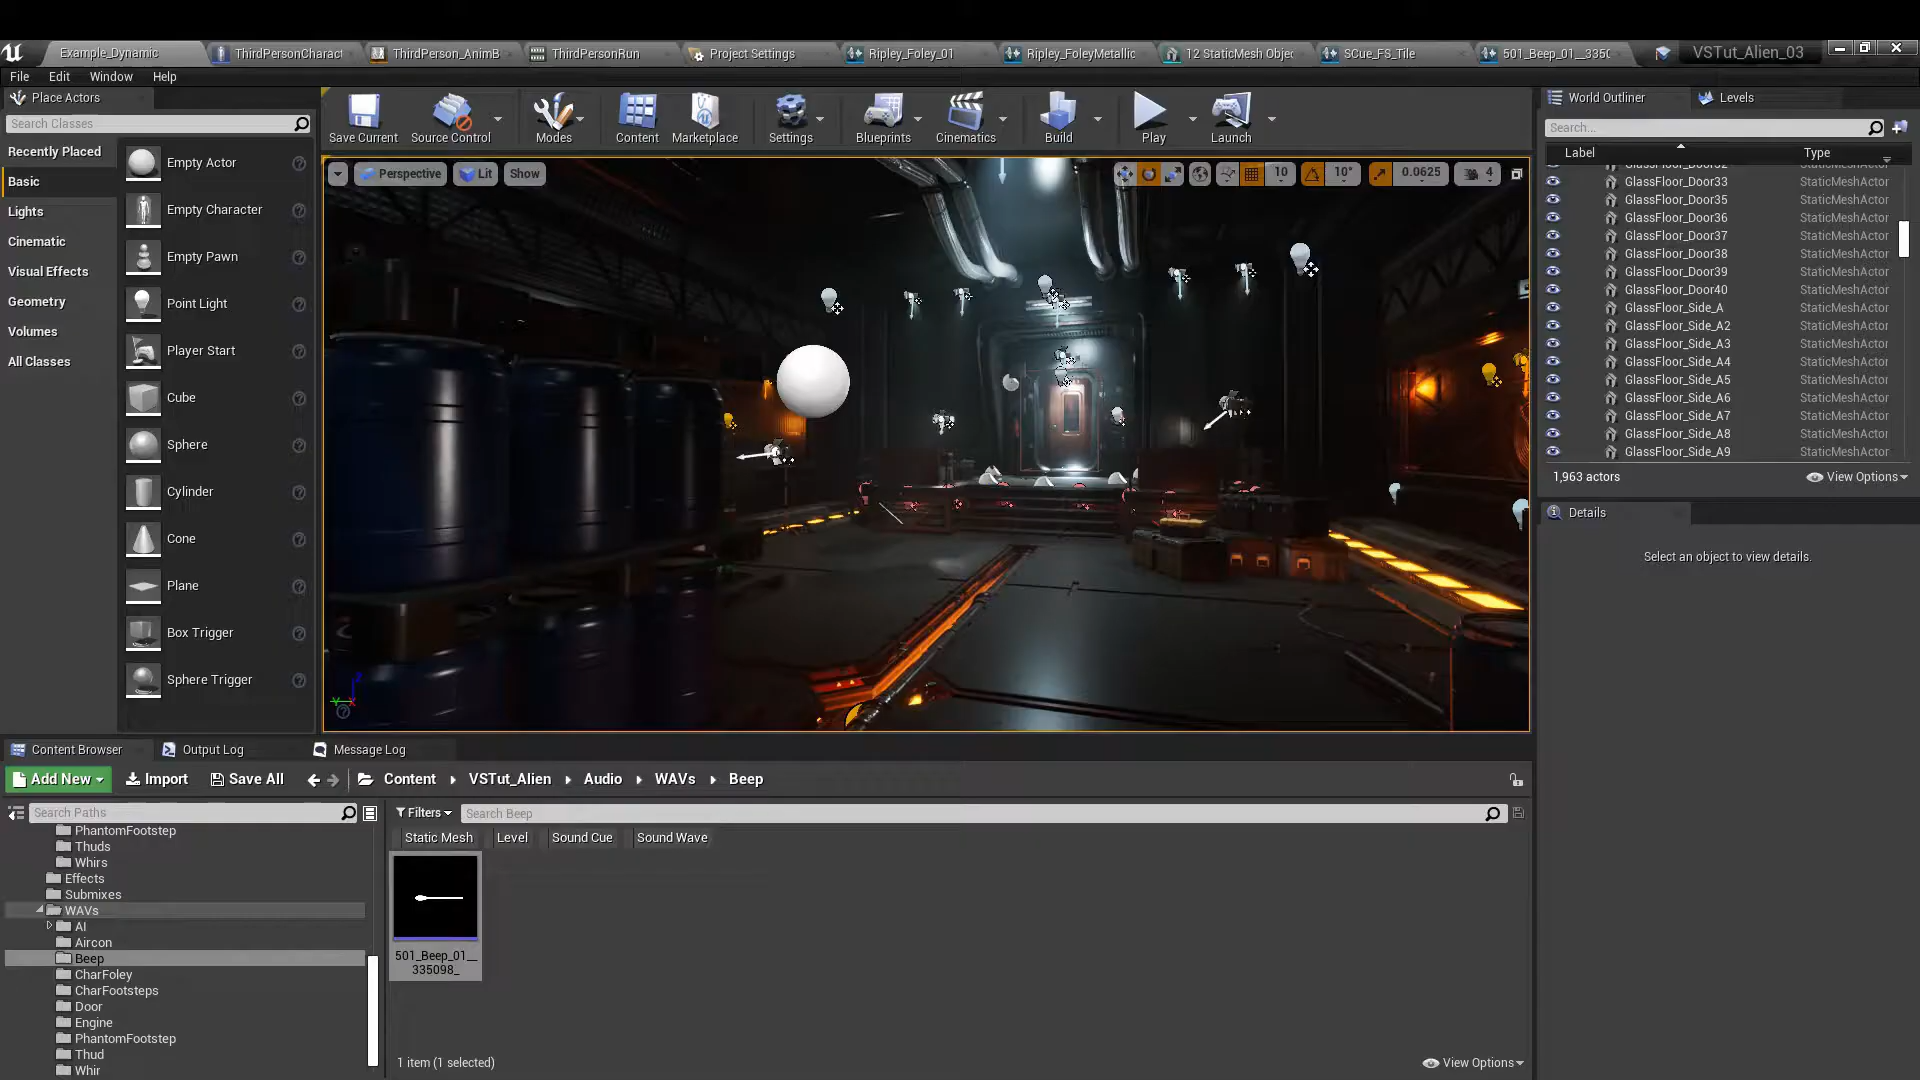 Example_Dynamic
ThirdPersonCharact
ThirdPerson_AnimB
ThirdPersonRun
Project Settings
Ripley_Foley_01
Ripley_FoleyMetallic
12 StaticMesh Objec
SCue_FS_Tile
501_Beep_01__335(
VSTut_Alien_03
File
Edit
Window
Help
Place Actors
Search Classes
Recently Placed
Basic
Lights
Cinematic
Visual Effects
Geometry
Volumes
All Classes
Empty Actor
Empty Character
Empty Pawn
Point Light
Player Start
Cube
Sphere
Cylinder
Cone
Plane
Box Trigger
Sphere Trigger
Save Current
Source Control
Modes
Content
Marketplace
Settings
Blueprints
Cinematics
Build
Play
Launch
Perspective
Lit
Show
10
10°
0.0625
4
World Outliner
Levels
Search...
Label
Type
GlassFloor_Door32
StaticMeshActor
GlassFloor_Door33
StaticMeshActor
GlassFloor_Door35
StaticMeshActor
GlassFloor_Door36
StaticMeshActor
GlassFloor_Door37
StaticMeshActor
GlassFloor_Door38
StaticMeshActor
GlassFloor_Door39
StaticMeshActor
GlassFloor_Door40
StaticMeshActor
GlassFloor_Side_A
StaticMeshActor
GlassFloor_Side_A2
StaticMeshActor
GlassFloor_Side_A3
StaticMeshActor
GlassFloor_Side_A4
StaticMeshActor
GlassFloor_Side_A5
StaticMeshActor
GlassFloor_Side_A6
StaticMeshActor
GlassFloor_Side_A7
StaticMeshActor
GlassFloor_Side_A8
StaticMeshActor
GlassFloor_Side_A9
StaticMeshActor
1,963 actors
View Options
Details
Select an object to view details.
Content Browser
Output Log
Message Log
Add New
Import
Save All
Content
VSTut_Alien
Audio
WAVs
Beep
Search Paths
Filters
Search Beep
Static Mesh
Level
Sound Cue
Sound Wave
PhantomFootstep
Thuds
Whirs
Effects
Submixes
WAVs
AI
Aircon
Beep
CharFoley
CharFootsteps
Door
Engine
PhantomFootstep
Thud
Whir
501_Beep_01__
335098_
1 item (1 selected)
View Options